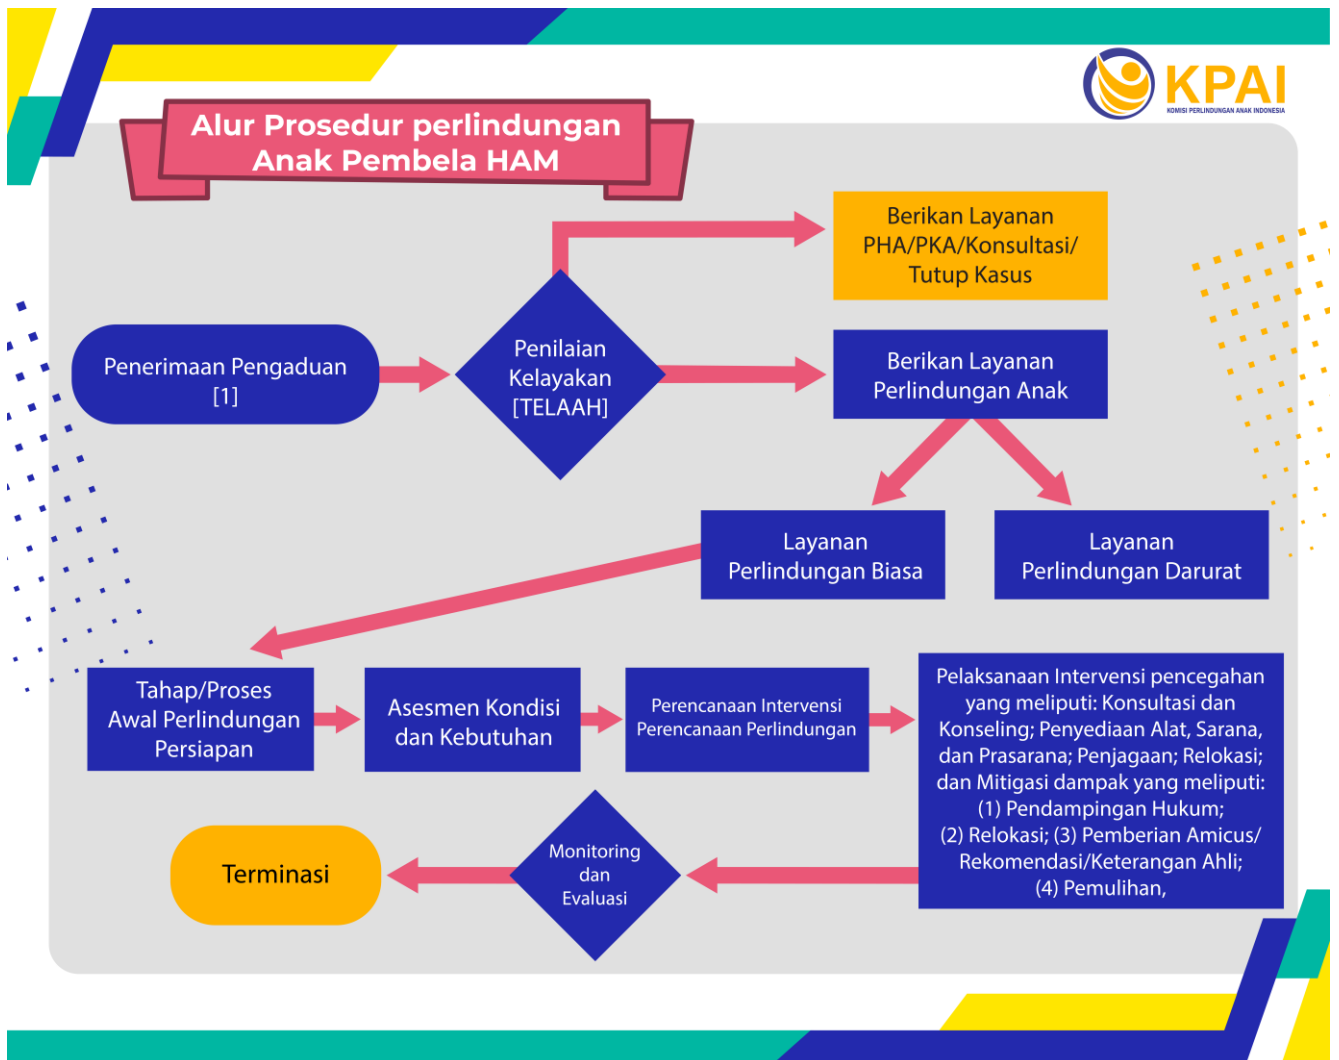 KPAI
KOMISI PERLINDUNGAN ANAK INDONESIA
Alur Prosedur perlindungan
Anak Pembela HAM
Berikan Layanan
PHA/PKA/Konsultasi/
Tutup Kasus
Penerimaan Pengaduan
[1]
Penilaian
Kelayakan
[TELAAH]
Berikan Layanan
Perlindungan Anak
Layanan
Perlindungan Biasa
Layanan
Perlindungan Darurat
Tahap/Proses
Awal Perlindungan
Persiapan
Asesmen Kondisi
dan Kebutuhan
Perencanaan Intervensi
Perencanaan Perlindungan
Pelaksanaan Intervensi pencegahan
yang meliputi: Konsultasi dan
Konseling; Penyediaan Alat, Sarana,
dan Prasarana; Penjagaan; Relokasi;
dan Mitigasi dampak yang meliputi:
(1) Pendampingan Hukum;
(2) Relokasi; (3) Pemberian Amicus/
Rekomendasi/Keterangan Ahli;
(4) Pemulihan,
Monitoring
dan
Evaluasi
Terminasi